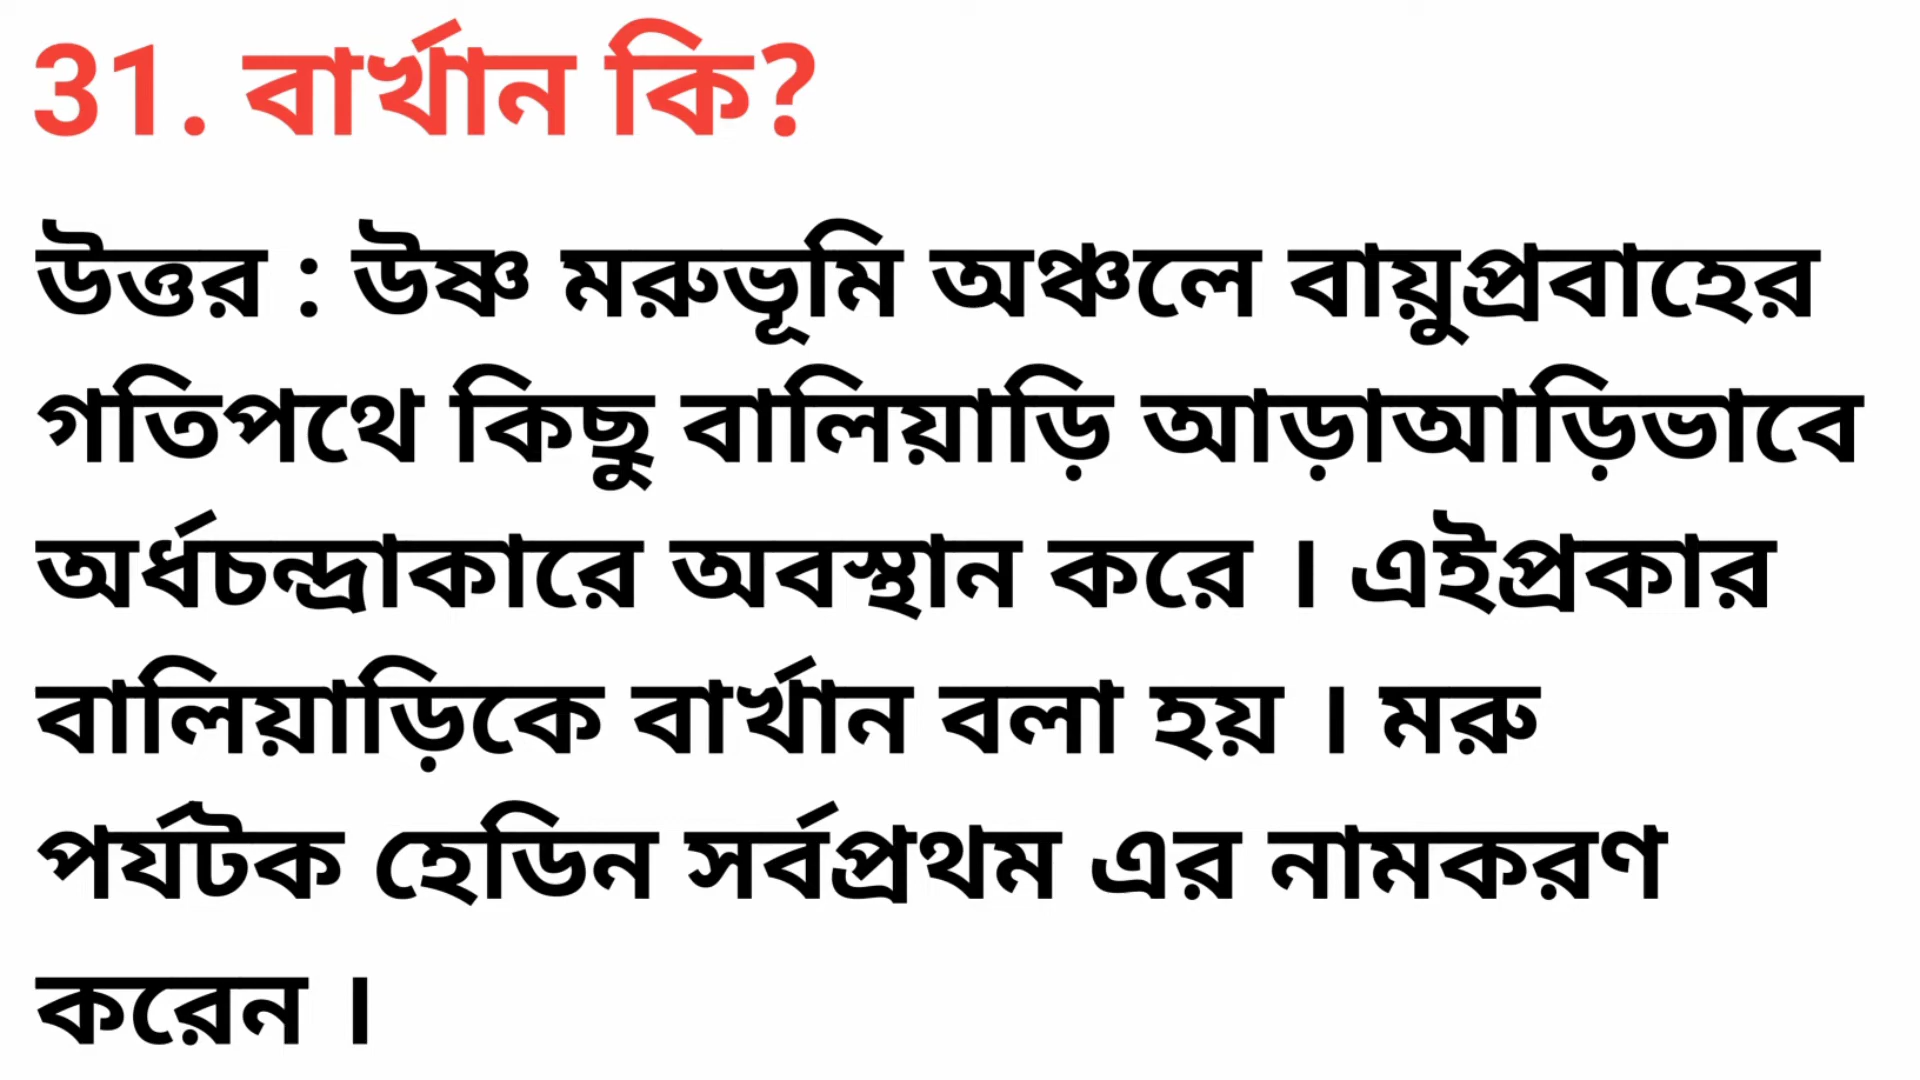 31. বার্খান কি?
উত্তর : উষ্ণ মরুভূমি অঞ্চলে বায়ুপ্রবাহের
গতিপথে কিছু বালিয়াড়ি আড়াআড়িভাবে
অর্ধচন্দ্রাকারে অবস্থান করে । এইপ্রকার
বালিয়াড়িকে বার্খান বলা হয় । মরু
পর্যটক হেডিন সর্বপ্রথম এর নামকরণ
করেন ।